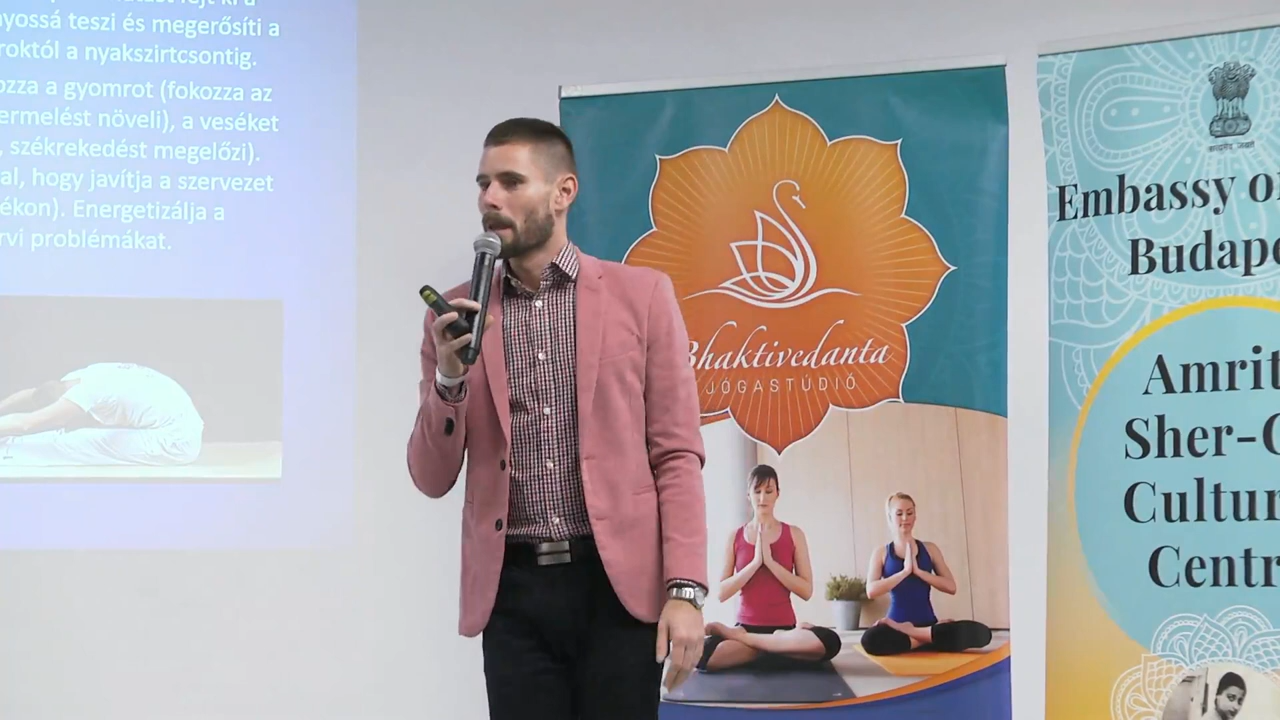 yossá teszi és megerősíti a
roktól a nyakszirtcsontig.
ozza a gyomrot (fokozza az
ermelést növeli), a veséket
, székrekedést megelőzi).
al, hogy javítja a szervezet
ékon). Energetizálja a
rvi problémákat.
Bhaktivedanta
JÓGASTÚDIÓ
Embassy o
Budape
Amrit
Sher-G
Cultur
Centr